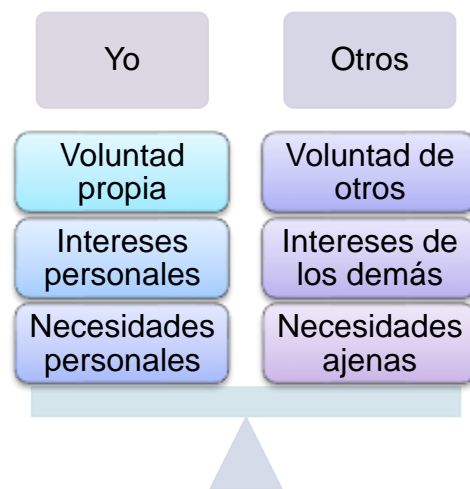 Yo
Otros
Voluntad
propia
Voluntad de
otros
Intereses
personales
Intereses de
los demás
Necesidades
personales
Necesidades
ajenas